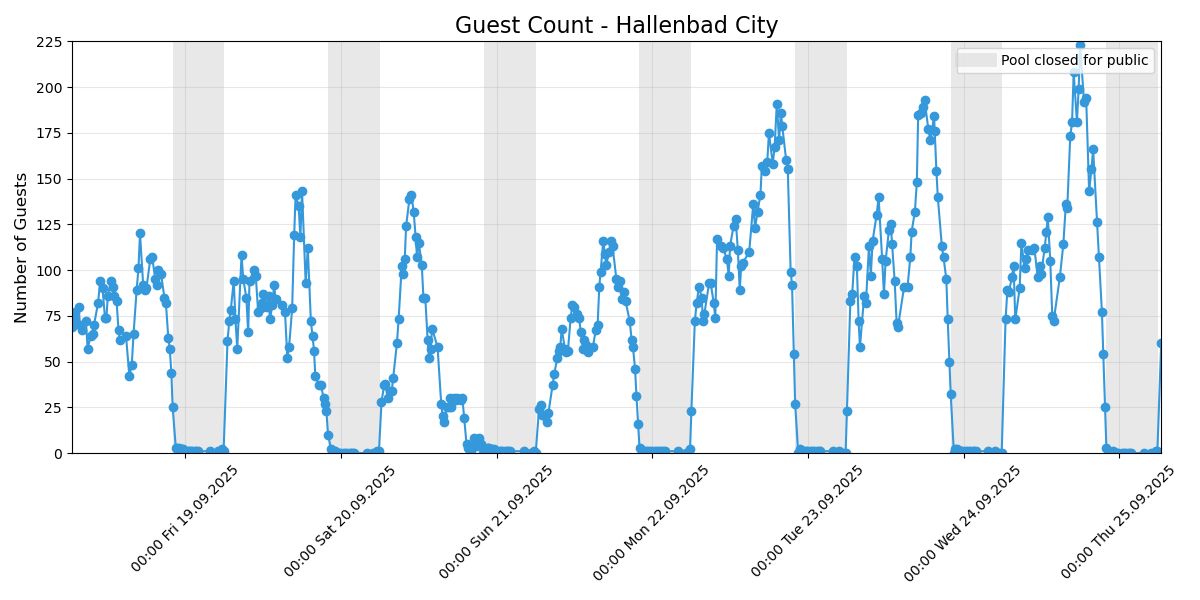 Guest Count - Hallenbad City
Pool closed for public
Number of Guests
225
200
175
150
125
100
75
50
25
0
00:00 Fri 19.09.2025
00:00 Sat 20.09.2025
00:00 Sun 21.09.2025
00:00 Mon 22.09.2025
00:00 Tue 23.09.2025
00:00 Wed 24.09.2025
00:00 Thu 25.09.2025